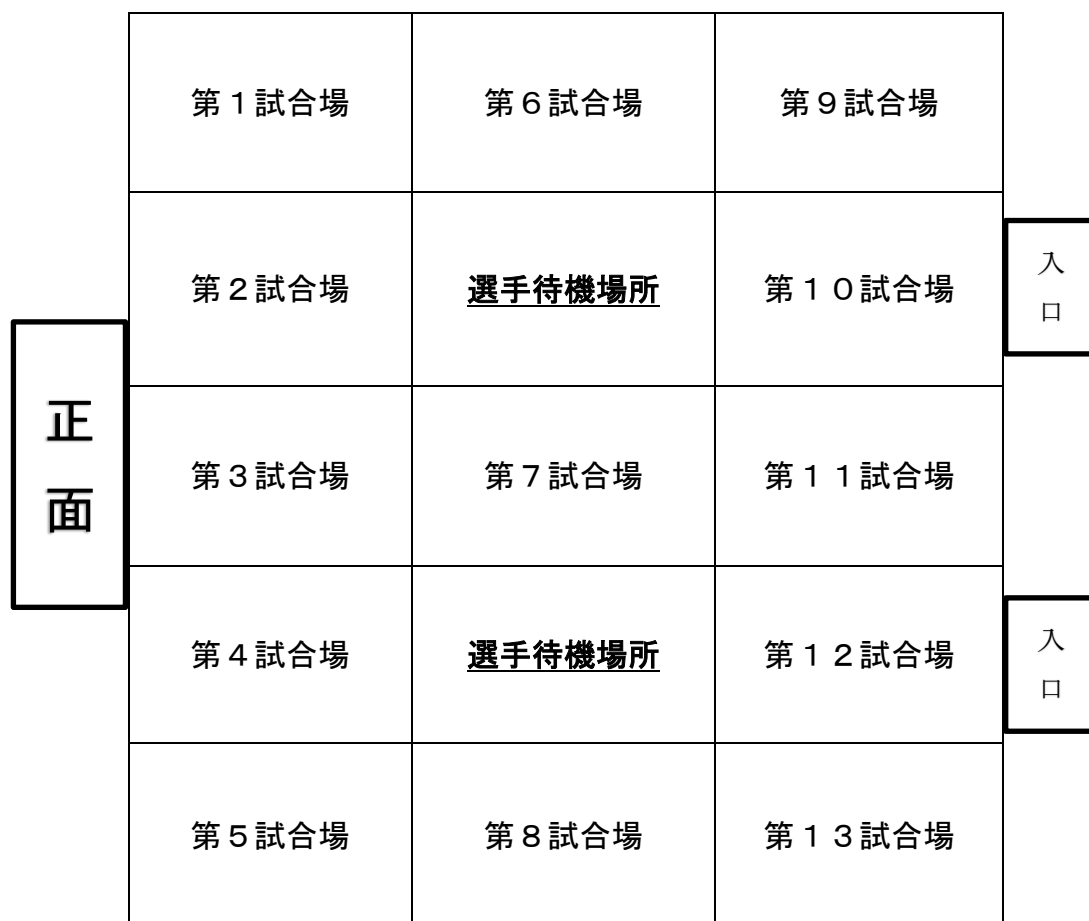 第１試合場
第６試合場
第９試合場
第２試合場
選手待機場所
第１０試合場
入
口
正
面
第３試合場
第７試合場
第１１試合場
第４試合場
選手待機場所
第１２試合場
入
口
第５試合場
第８試合場
第１３試合場